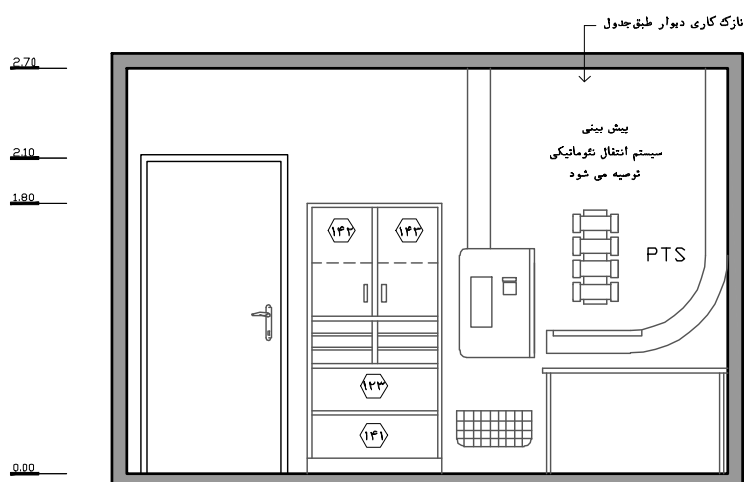 نازک کاری دیوار طبق جدول
2.70
پیش بینی
سیستم انتقال نئوماتیکی
توصیه می شود
2.10
1.80
۱۴۲
۱۴۳
PTS
۱۲۳
۱۴۱
0.00